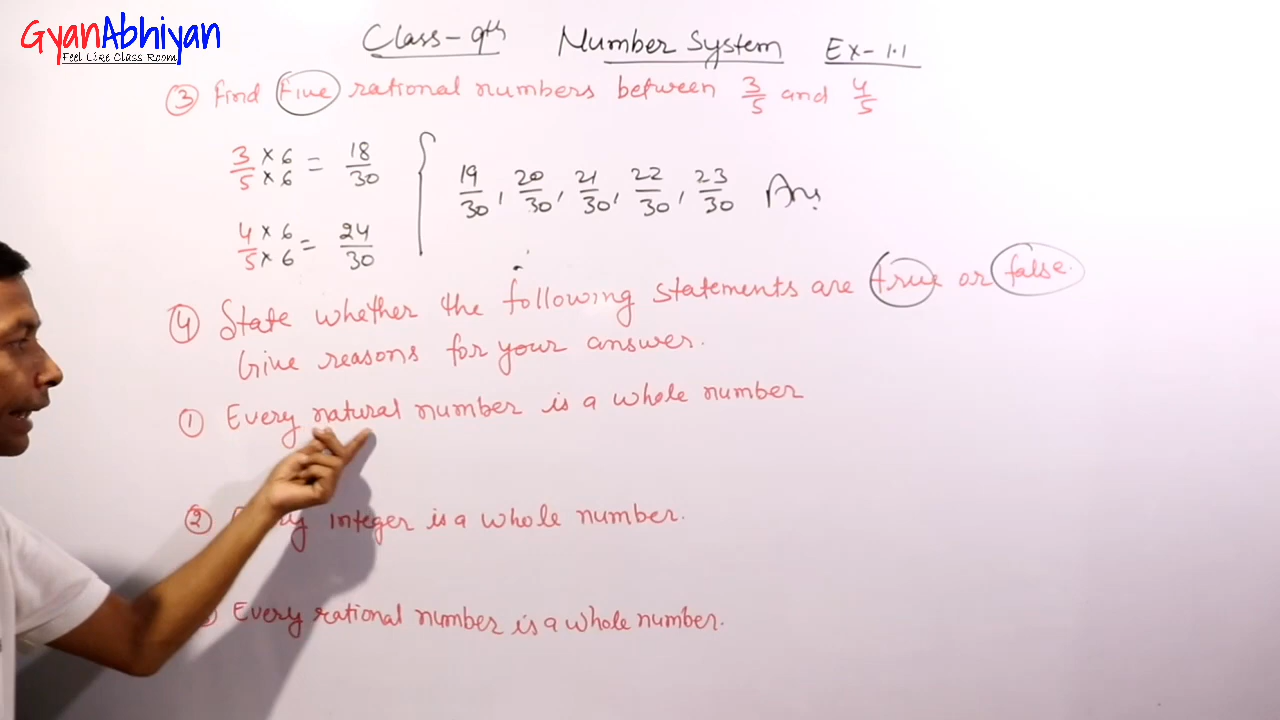 GyanAbhiyan
Feel Like Class Room
Class-9th Number System Ex-1.1
③ Find Five rational numbers between 3/5 and 4/5
3/5 × 6/× 6 = 18/30
19/30, 20/30, 21/30, 22/30, 23/30 Ans
4/5 × 6/× 6 = 24/30
④ State whether the following statements are true or false.
Give reasons for your answer.
① Every natural number is a whole number
② integer is a whole number.
Every rational number is a whole number.